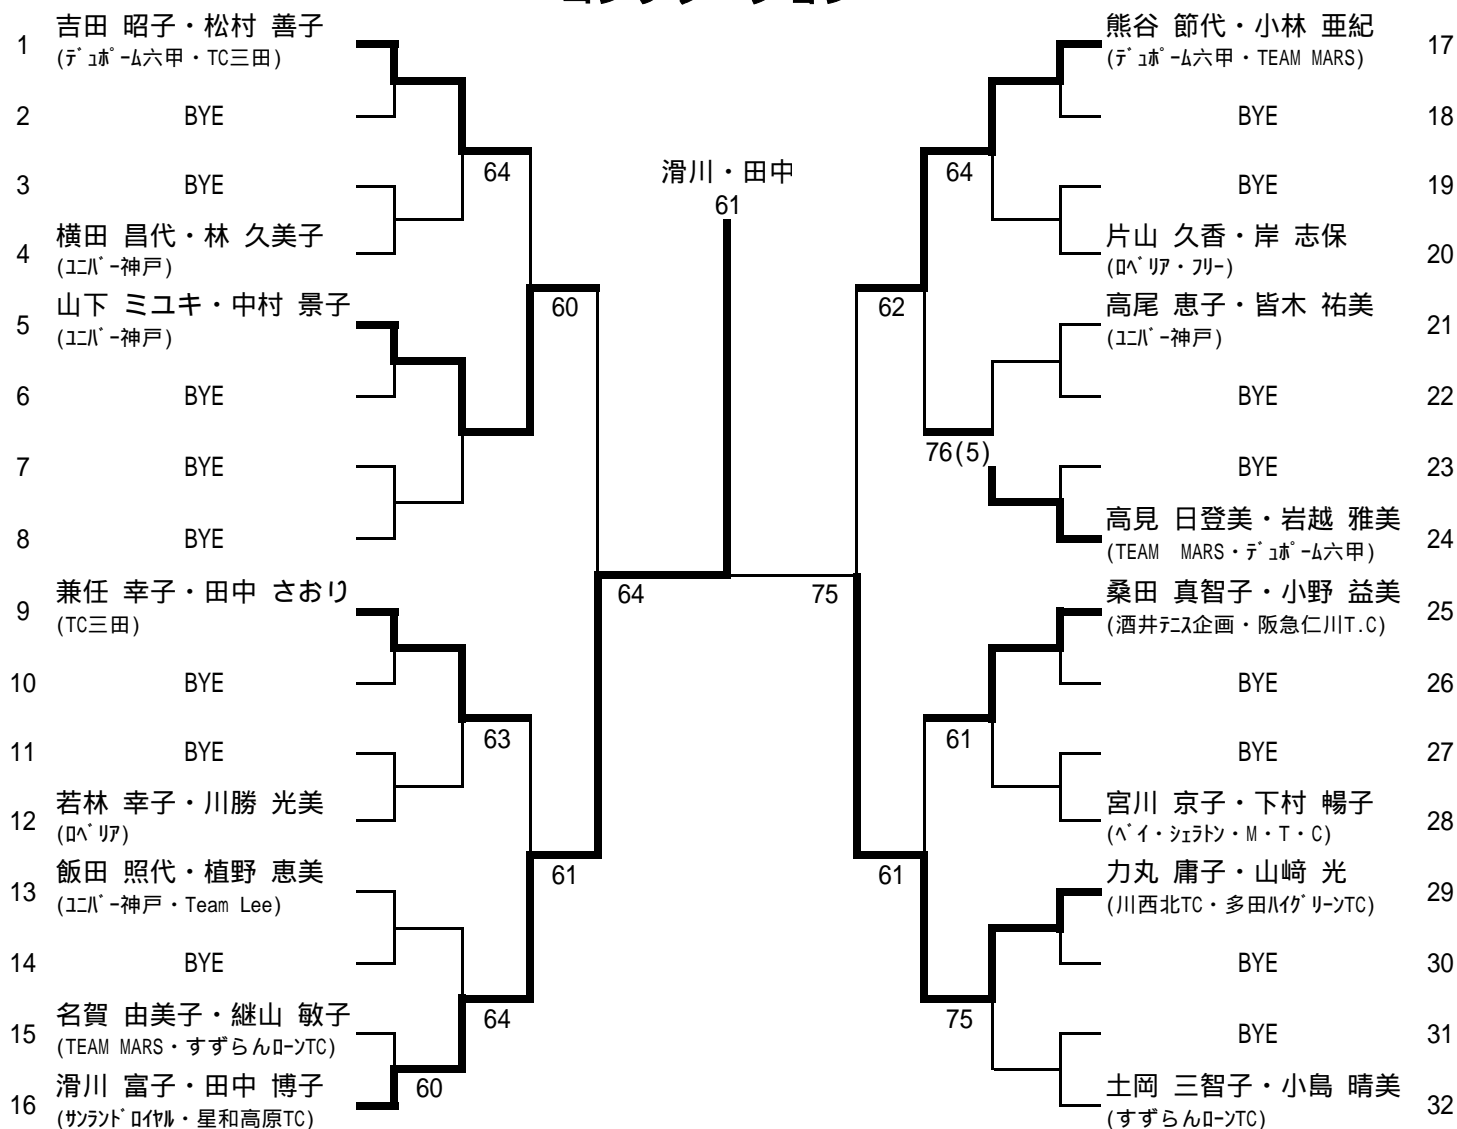 1 吉田 昭子・松村 善子
(ﾃﾞｭﾎﾟｰﾑ六甲・TC三田)
2 BYE
3 BYE
4 横田 昌代・林 久美子
(ﾕﾆﾊﾞｰ神戸)
5 山下 ミユキ・中村 景子
(ﾕﾆﾊﾞｰ神戸)
6 BYE
7 BYE
8 BYE
9 兼任 幸子・田中 さおり
(TC三田)
10 BYE
11 BYE
12 若林 幸子・川勝 光美
(ﾛﾍﾞﾘｱ)
13 飯田 照代・植野 恵美
(ﾕﾆﾊﾞｰ神戸・Team Lee)
14 BYE
15 名賀 由美子・継山 敏子
(TEAM MARS・すずらんﾛｰﾝTC)
16 滑川 富子・田中 博子
(ｻﾝﾗﾝﾄﾞﾛｲﾔﾙ・星和高原TC)
60
64
63
64
60
61
64
滑川・田中
61
75
62
61
64
76(5)
61
75
熊谷 節代・小林 亜紀 17
(ﾃﾞｭﾎﾟｰﾑ六甲・TEAM MARS)
BYE 18
BYE 19
片山 久香・岸 志保 20
(ﾛﾍﾞﾘｱ・ﾌﾘｰ)
高尾 恵子・皆木 祐美 21
(ﾕﾆﾊﾞｰ神戸)
BYE 22
BYE 23
高見 日登美・岩越 雅美 24
(TEAM　MARS・ﾃﾞｭﾎﾟｰﾑ六甲)
桑田 真智子・小野 益美 25
(酒井ﾃﾆｽ企画・阪急仁川T.C)
BYE 26
BYE 27
宮川 京子・下村 暢子 28
(ﾍﾞｲ・ｼｪﾗﾄﾝ・M・T・C)
力丸 庸子・山﨑 光 29
(川西北TC・多田ﾊｲｸﾞﾘｰﾝTC)
BYE 30
BYE 31
土岡 三智子・小島 晴美 32
(すずらんﾛｰﾝTC)